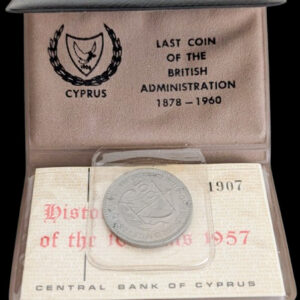 LAST COIN
OF THE
BRITISH
ADMINISTRATION
1878 – 1960
CYPRUS
1907
Histo
of the 1957
CENTRAL BANK OF CYPRUS